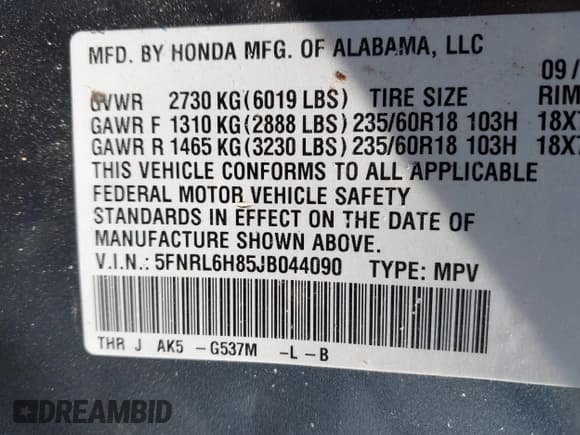 MFD. BY HONDA MFG. OF ALABAMA, LLC
09/
GVWR 2730 KG(6019 LBS) TIRE SIZE RIM
GAWR F 1310 KG(2888 LBS) 235/60R18 103H 18X7
GAWR R 1465 KG(3230 LBS) 235/60R18 103H 18X7
THIS VEHICLE CONFORMS TO ALL APPLICABLE
FEDERAL MOTOR VEHICLE SAFETY
STANDARDS IN EFFECT ON THE DATE OF
MANUFACTURE SHOWN ABOVE.
V.I.N.: 5FNRL6H85JB044090 TYPE: MPV
THR J AK5 -G537M -L -B
DREAMBID